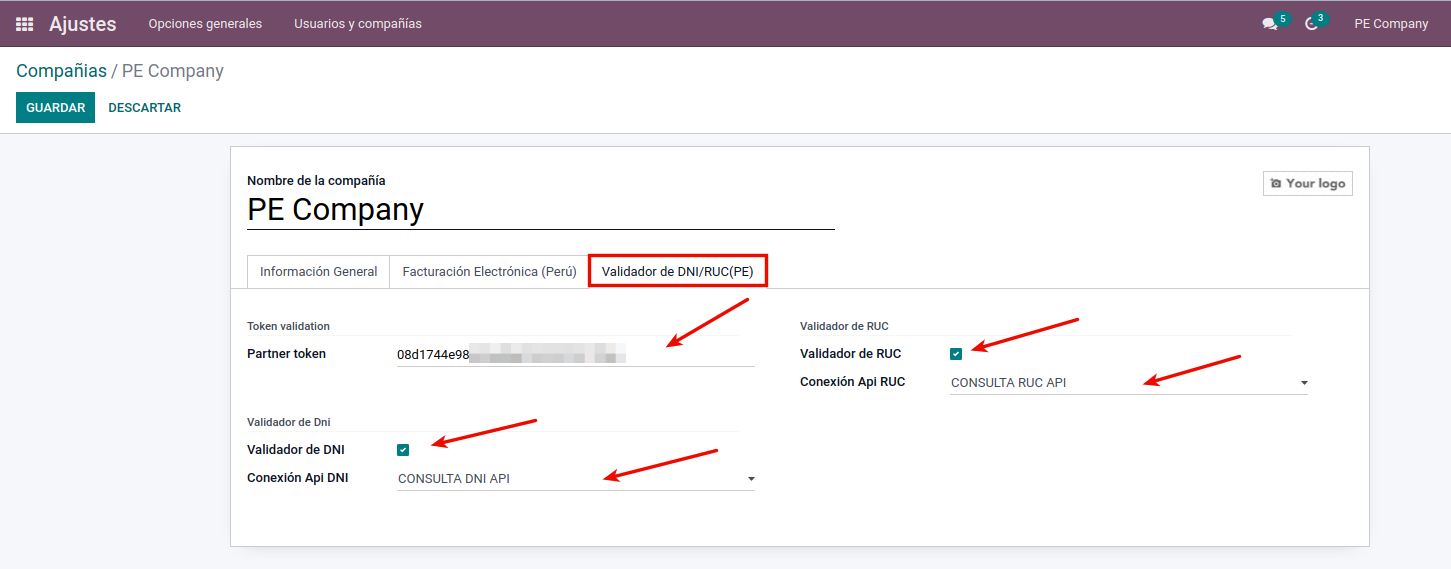 Ajustes Opciones generales Usuarios y compañías 5 3 PE Company
Compañias / PE Company
GUARDAR DESCARTAR
Nombre de la compañía
PE Company
Your logo
Información General Facturación Electrónica (Perú) Validador de DNI/RUC(PE)
Token validation
Partner token 08d1744e98
Validador de Dni
Validador de DNI
Conexión Api DNI CONSULTA DNI API
Validador de RUC
Validador de RUC
Conexión Api RUC CONSULTA RUC API